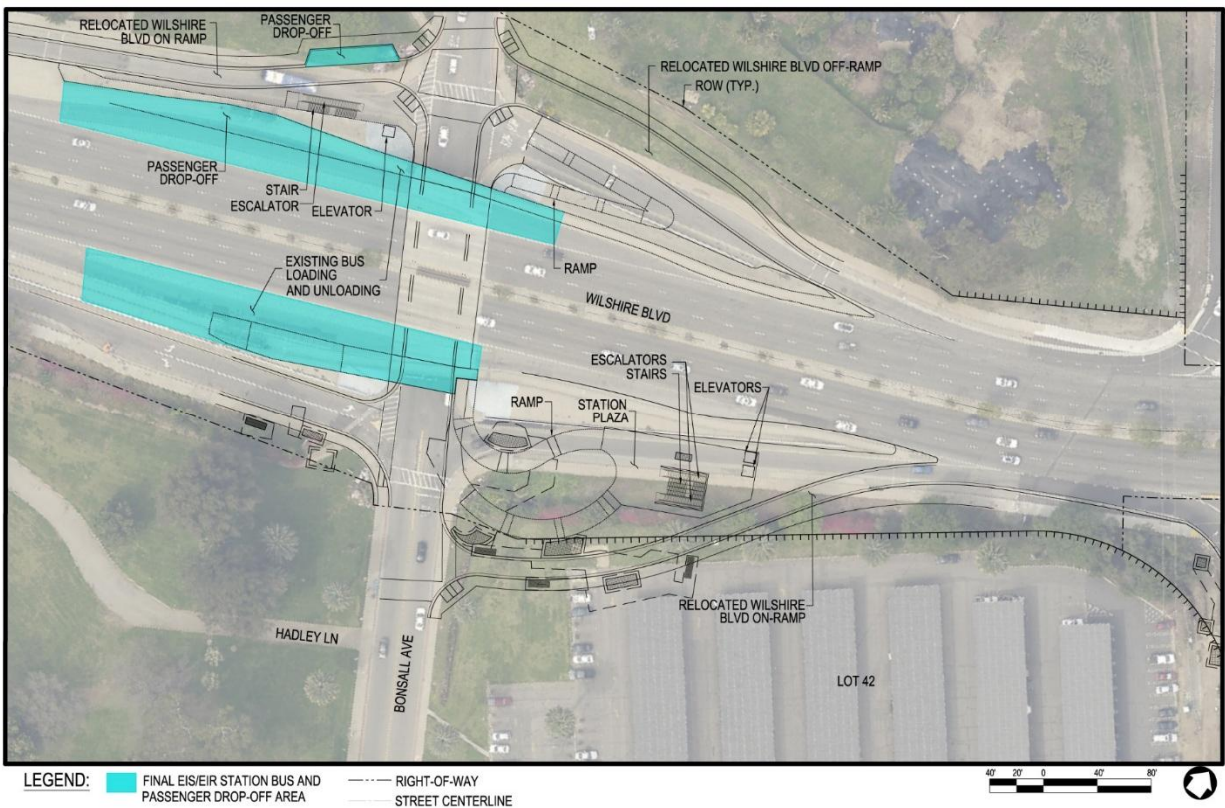 RELOCATED WILSHIRE
BLVD ON RAMP
PASSENGER
DROP-OFF
RELOCATED WILSHIRE BLVD OFF-RAMP
ROW (TYP.)
PASSENGER
DROP-OFF
STAIR
ESCALATOR
ELEVATOR
EXISTING BUS
LOADING
AND UNLOADING
RAMP
WILSHIRE BLVD
ESCALATORS
STAIRS
ELEVATORS
RAMP
STATION
PLAZA
RELOCATED WILSHIRE
BLVD ON-RAMP
HADLEY LN
BONSALL AVE
LOT 42
LEGEND:
FINAL EIS/EIR STATION BUS AND
PASSENGER DROP-OFF AREA
RIGHT-OF-WAY
STREET CENTERLINE
40' 20' 0 40' 80'